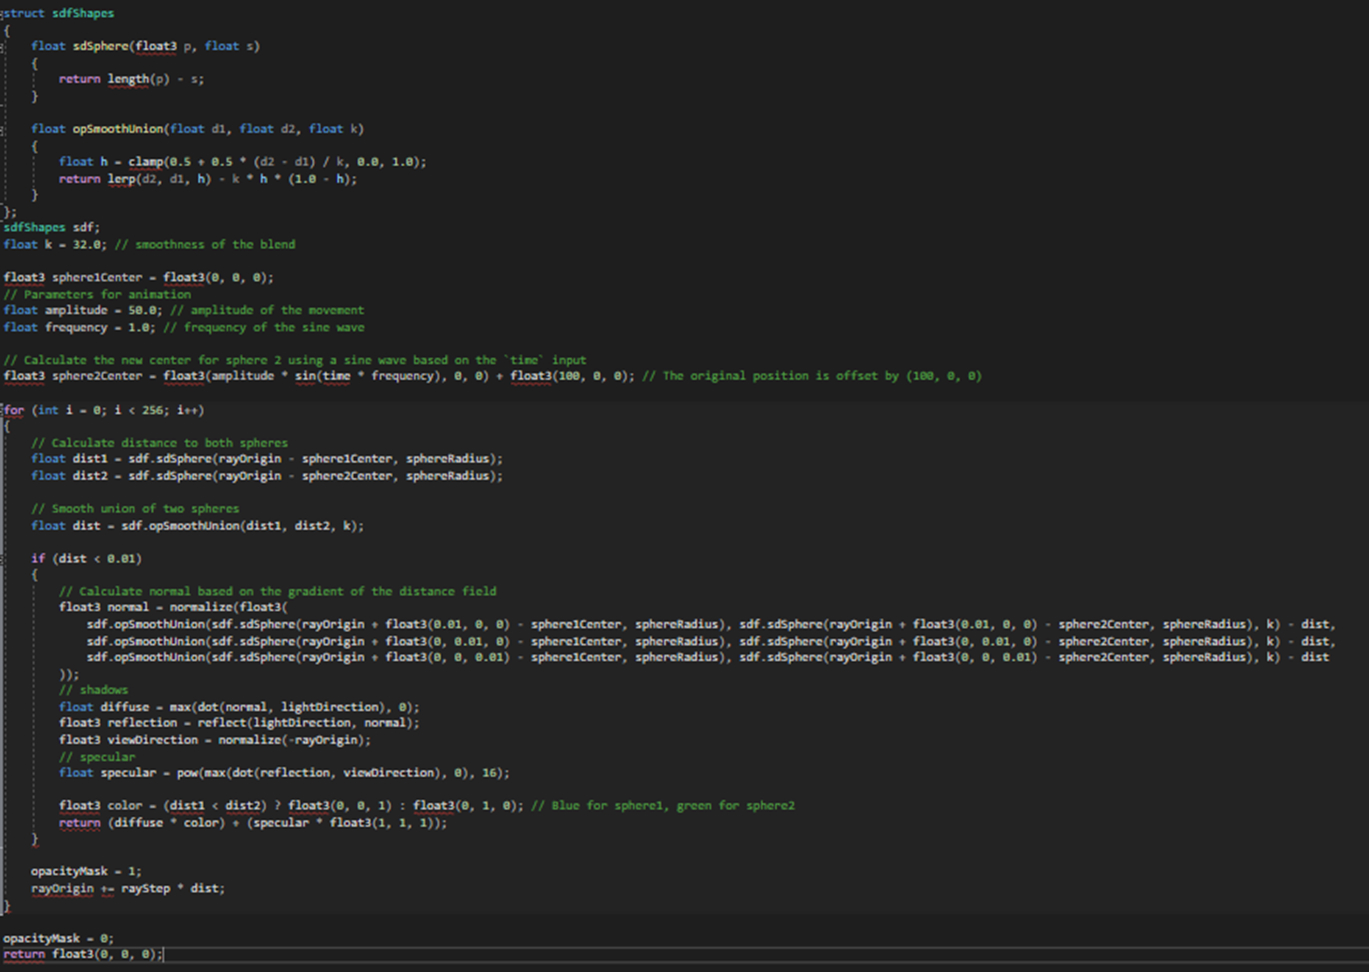 struct sdfShapes
{
    float sdSphere(float3 p, float s)
    {
        return length(p) - s;
    }

    float opSmoothUnion(float d1, float d2, float k)
    {
        float h = clamp(0.5 + 0.5 * (d2 - d1) / k, 0.0, 1.0);
        return lerp(d2, d1, h) - k * h * (1.0 - h);
    }
};
sdfShapes sdf;
float k = 32.0; // smoothness of the blend

float3 sphere1Center = float3(0, 0, 0);
// Parameters for animation
float amplitude = 50.0; // amplitude of the movement
float frequency = 1.0; // frequency of the sine wave

// Calculate the new center for sphere 2 using a sine wave based on the `time` input
float3 sphere2Center = float3(amplitude * sin(time * frequency), 0, 0) + float3(100, 0, 0); // The original position is offset by (100, 0, 0)

for (int i = 0; i < 256; i++)
{
    // Calculate distance to both spheres
    float dist1 = sdf.sdSphere(rayOrigin - sphere1Center, sphereRadius);
    float dist2 = sdf.sdSphere(rayOrigin - sphere2Center, sphereRadius);

    // Smooth union of two spheres
    float dist = sdf.opSmoothUnion(dist1, dist2, k);

    if (dist < 0.01)
    {
        // Calculate normal based on the gradient of the distance field
        float3 normal = normalize(float3(
            sdf.opSmoothUnion(sdf.sdSphere(rayOrigin + float3(0.01, 0, 0) - sphere1Center, sphereRadius), sdf.sdSphere(rayOrigin + float3(0.01, 0, 0) - sphere2Center, sphereRadius), k) - dist,
            sdf.opSmoothUnion(sdf.sdSphere(rayOrigin + float3(0, 0.01, 0) - sphere1Center, sphereRadius), sdf.sdSphere(rayOrigin + float3(0, 0.01, 0) - sphere2Center, sphereRadius), k) - dist,
            sdf.opSmoothUnion(sdf.sdSphere(rayOrigin + float3(0, 0, 0.01) - sphere1Center, sphereRadius), sdf.sdSphere(rayOrigin + float3(0, 0, 0.01) - sphere2Center, sphereRadius), k) - dist
        ));
        // shadows
        float diffuse = max(dot(normal, lightDirection), 0);
        float3 reflection = reflect(lightDirection, normal);
        float3 viewDirection = normalize(-rayOrigin);
        // specular
        float specular = pow(max(dot(reflection, viewDirection), 0), 16);

        float3 color = (dist1 < dist2) ? float3(0, 0, 1) : float3(0, 1, 0); // Blue for sphere1, green for sphere2
        return (diffuse * color) + (specular * float3(1, 1, 1));
    }

    opacityMask = 1;
    rayOrigin += rayStep * dist;
}

opacityMask = 0;
return float3(0, 0, 0);